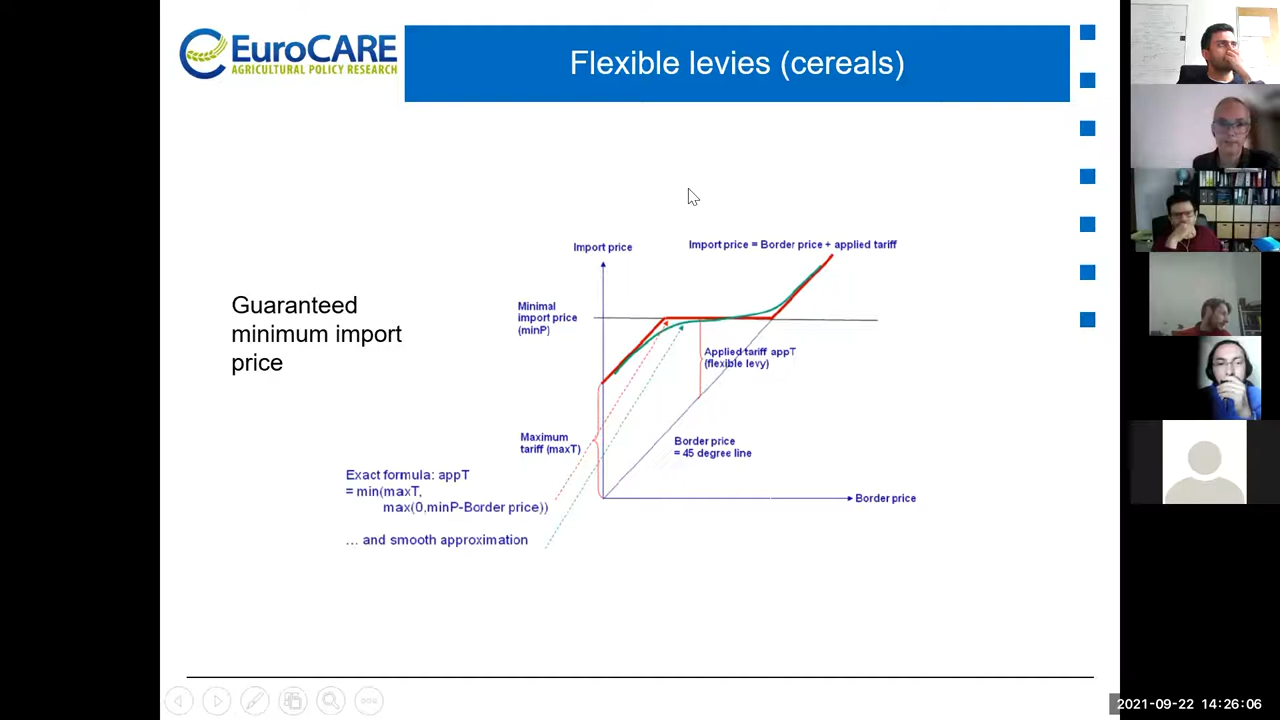 EuroCARE
AGRICULTURAL POLICY RESEARCH
Flexible levies (cereals)
Guaranteed
minimum import
price
Import price
Import price = Border price + applied tariff
Minimal
import price
(minP)
Applied tariff appT
(flexible levy)
Maximum
tariff (maxT)
Border price
= 45 degree line
Border price
Exact formula: appT
= min(maxT,
max(0,minP-Border price))
... and smooth approximation
2021-09-22 14:26:06